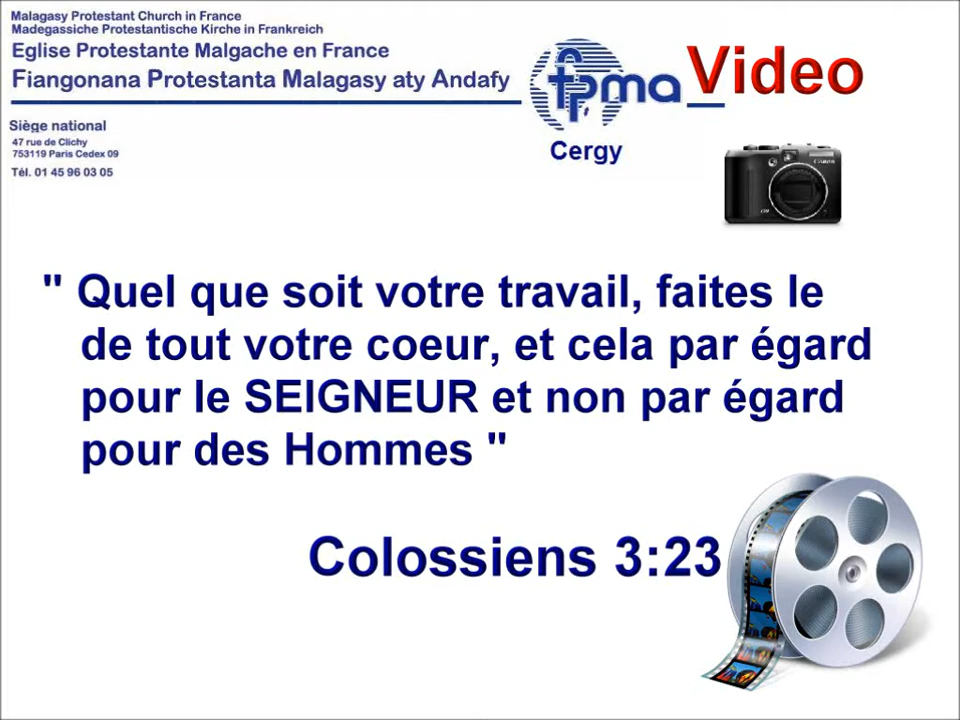 Malagasy Protestant Church in France
Madegassiche Protestantische Kirche in Frankreich
Eglise Protestante Malgache en France
Fiangonana Protestanta Malagasy aty Andafy
fpma_Video
Siège national
47 rue de Clichy
753119 Paris Cedex 09
Tél. 01 45 96 03 05
Cergy
Canon
G9
" Quel que soit votre travail, faites le
de tout votre coeur, et cela par égard
pour le SEIGNEUR et non par égard
pour des Hommes "
Colossiens 3:23